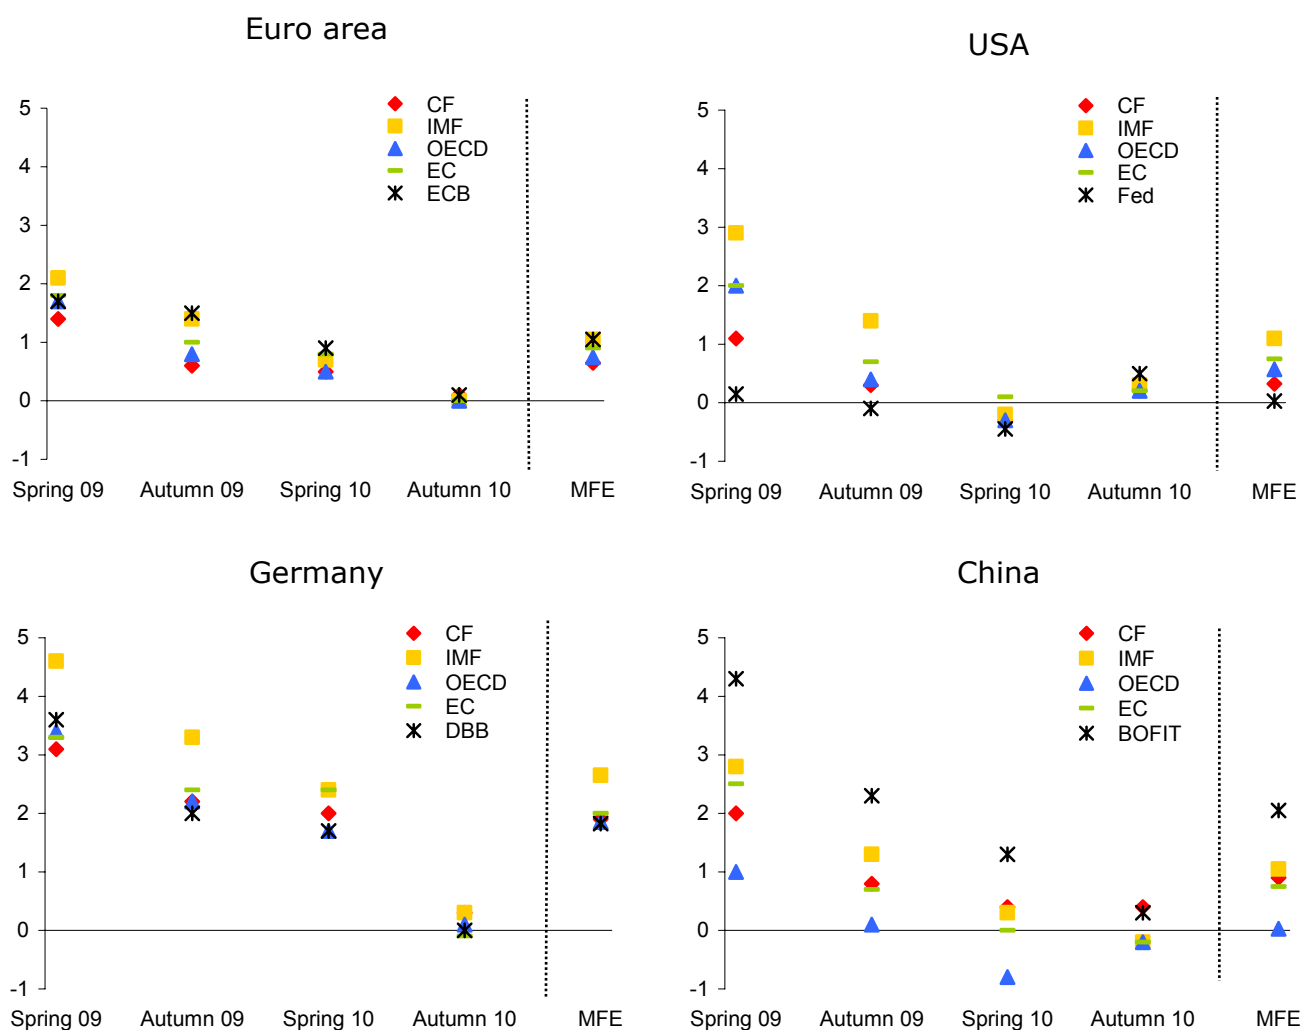 Euro area
CF
IMF
OECD
EC
ECB
5
4
3
2
1
0
-1
Spring 09 Autumn 09 Spring 10 Autumn 10 MFE
USA
CF
IMF
OECD
EC
Fed
5
4
3
2
1
0
-1
Spring 09 Autumn 09 Spring 10 Autumn 10 MFE
Germany
CF
IMF
OECD
EC
DBB
5
4
3
2
1
0
-1
Spring 09 Autumn 09 Spring 10 Autumn 10 MFE
China
CF
IMF
OECD
EC
BOFIT
5
4
3
2
1
0
-1
Spring 09 Autumn 09 Spring 10 Autumn 10 MFE